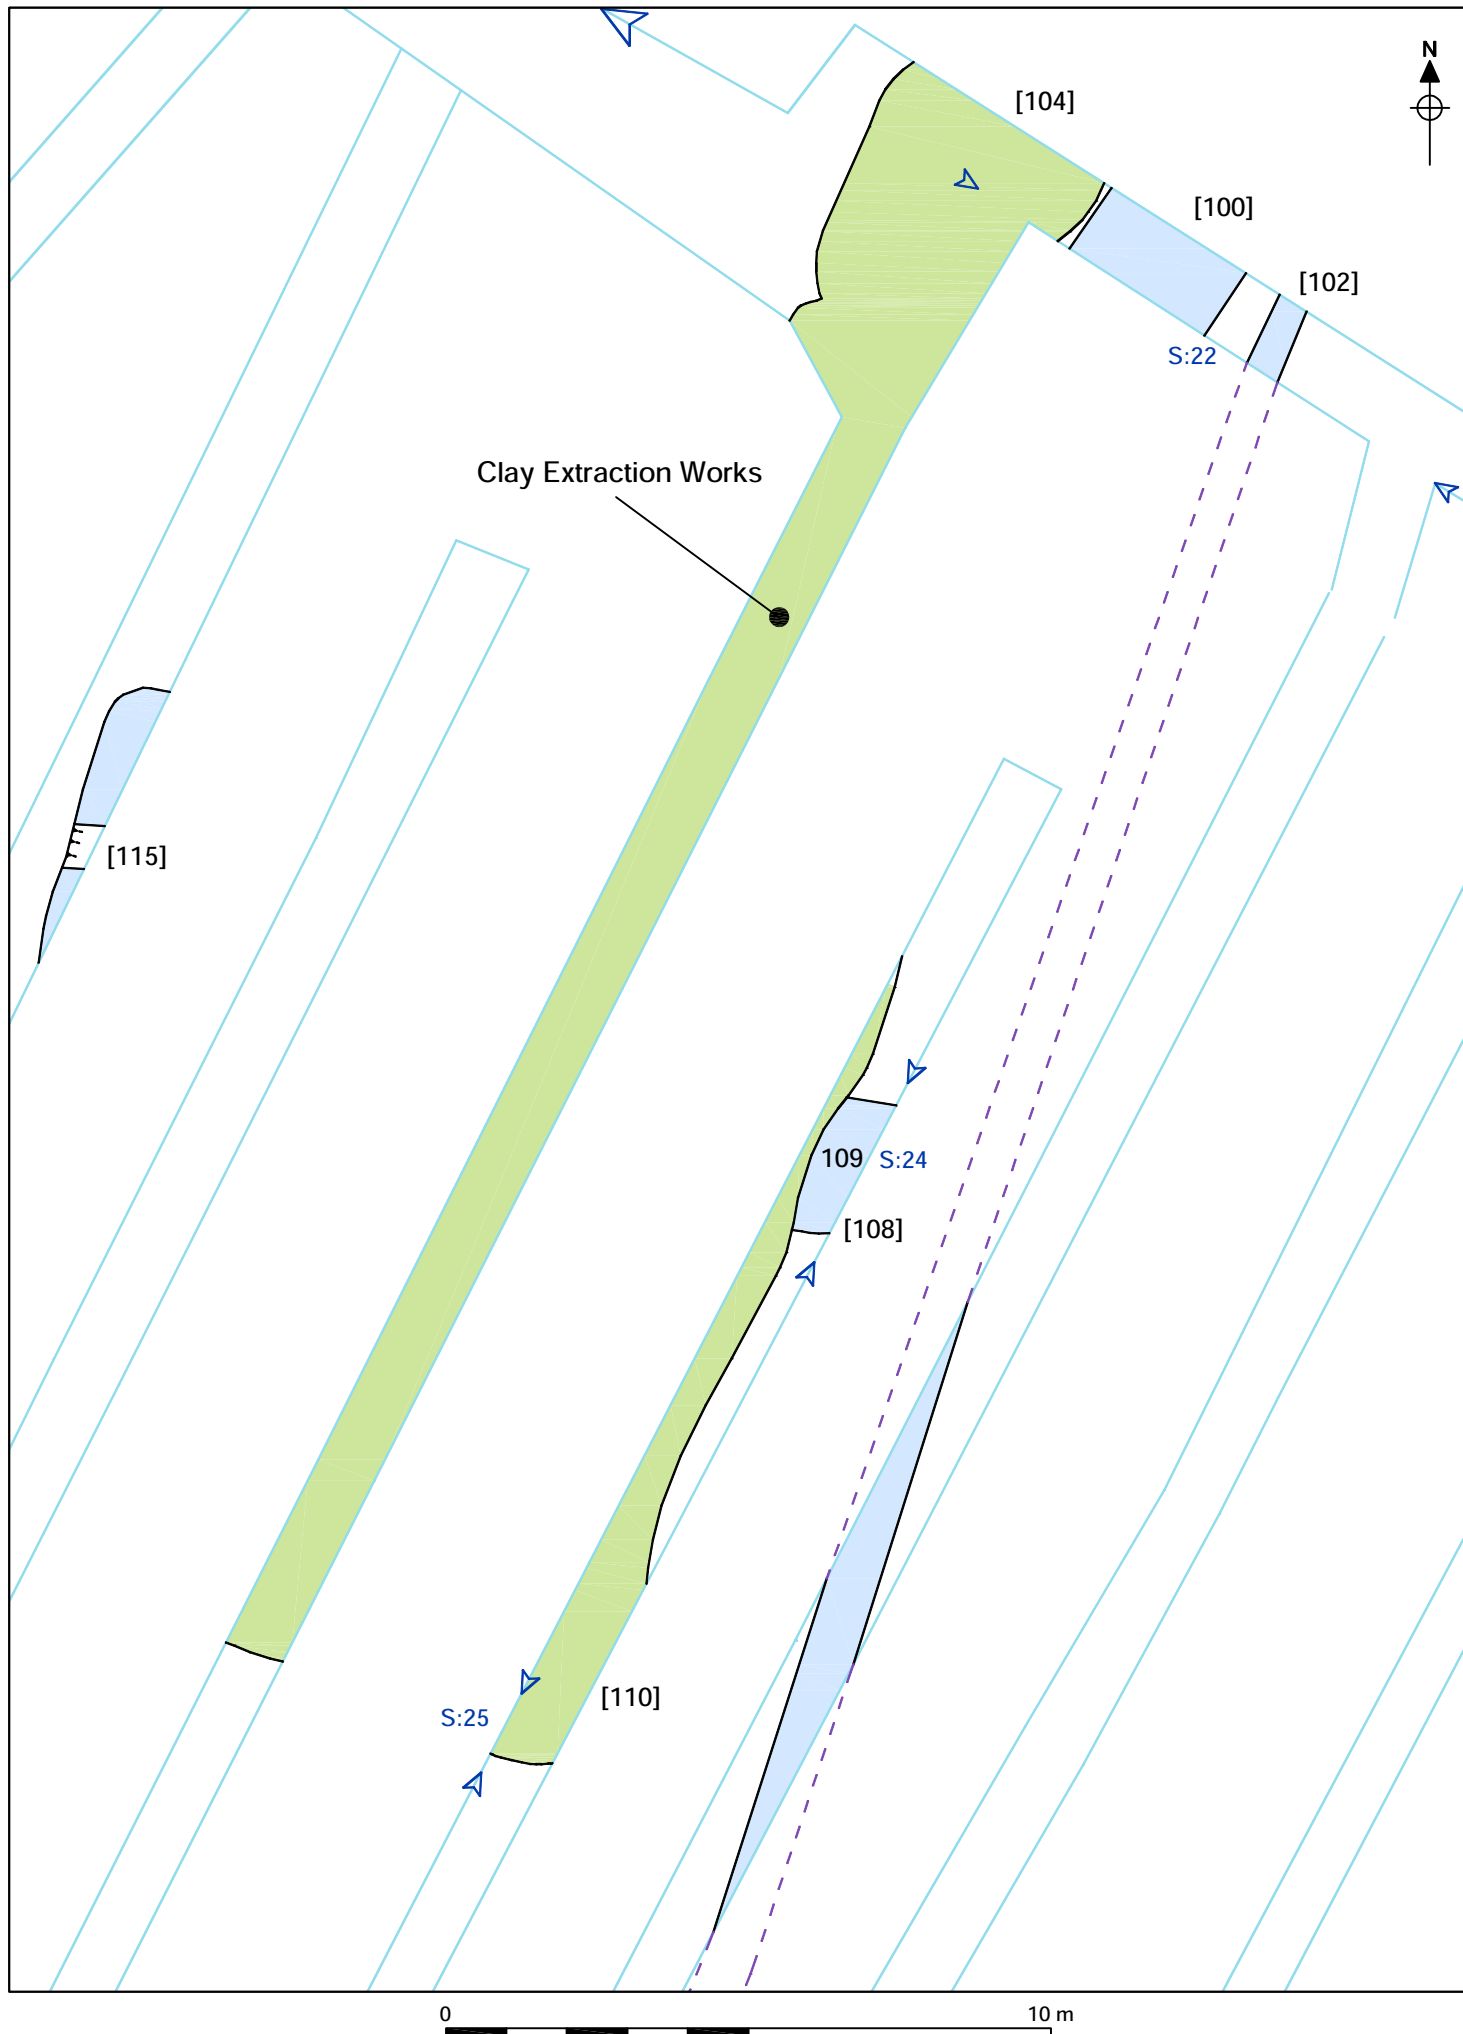 N
[104]
[100]
[102]
S:22
Clay Extraction Works
[115]
109
S:24
[108]
[110]
S:25
0
10 m